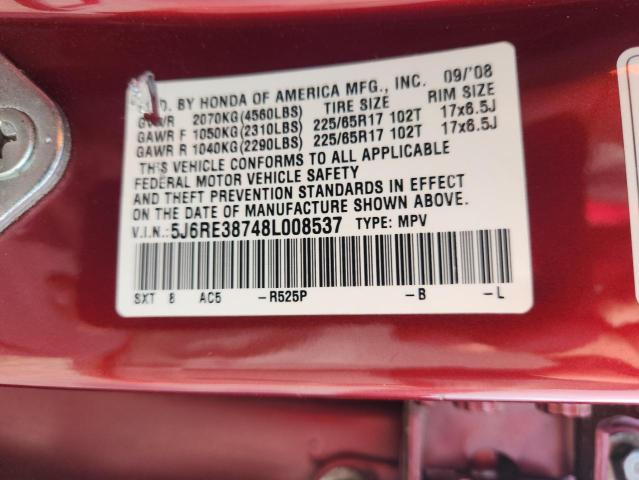 D. BY HONDA OF AMERICA MFG., INC. 09/'08
GAWR 2070KG(4560LBS) TIRE SIZE RIM SIZE
GAWR F 1050KG(2310LBS) 225/65R17 102T 17x6.5J
GAWR R 1040KG(2290LBS) 225/65R17 102T 17x6.5J
THIS VEHICLE CONFORMS TO ALL APPLICABLE
FEDERAL MOTOR VEHICLE SAFETY
AND THEFT PREVENTION STANDARDS IN EFFECT
ON THE DATE OF MANUFACTURE SHOWN ABOVE.
V.I.N.: 5J6RE38748L008537 TYPE: MPV
SXT 8 AC5 -R525P -B -L